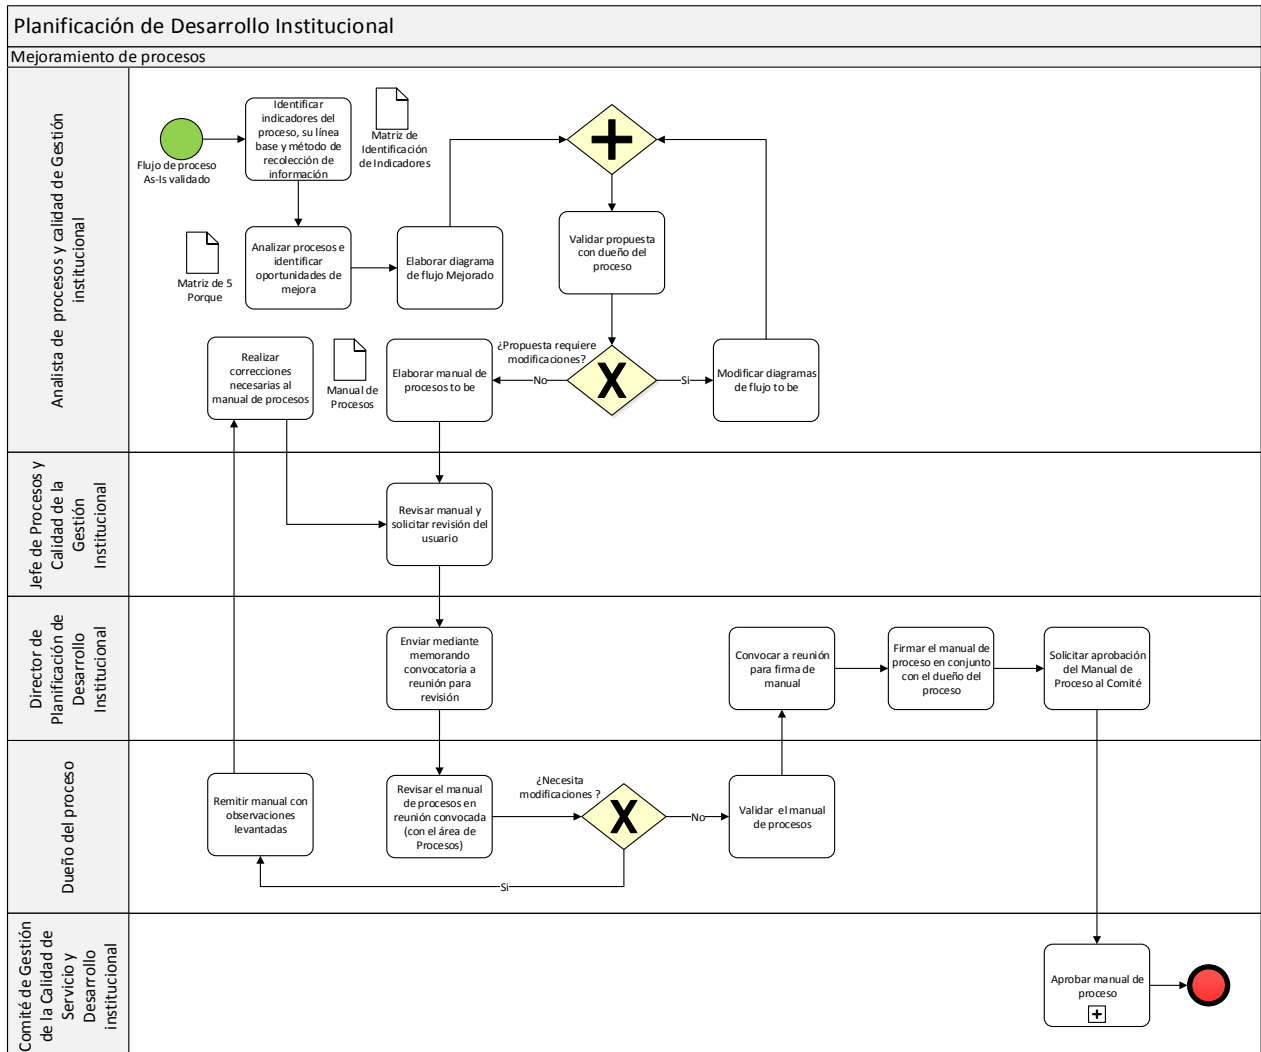 Planificación de Desarrollo Institucional
Mejoramiento de procesos
Analista de procesos y calidad de Gestión
institucional
Flujo de proceso
As-Is validado
Identificar
indicadores del
proceso, su línea
base y método de
recolección de
información
Matriz de
Identificación
de Indicadores
Matriz de 5
Porque
Analizar procesos e
identificar
oportunidades de
mejora
Elaborar diagrama
de flujo Mejorado
Validar propuesta
con dueño del
proceso
¿Propuesta requiere
modificaciones?
No
Si
Modificar diagramas
de flujo to be
Elaborar manual de
procesos to be
Manual de
Procesos
Realizar
correcciones
necesarias al
manual de procesos
Jefe de Procesos y
Calidad de la
Gestión
Institucional
Revisar manual y
solicitar revisión del
usuario
Director de
Planificación de
Desarrollo
Institucional
Enviar mediante
memorando
convocatoria a
reunión para
revisión
Convocar a reunión
para firma de
manual
Firmar el manual de
proceso en conjunto
con el dueño del
proceso
Solicitar aprobación
del Manual de
Proceso al Comité
Dueño del proceso
Remitir manual con
observaciones
levantadas
Revisar el manual
de procesos en
reunión convocada
(con el área de
Procesos)
¿Necesita
modificaciones ?
No
Si
Validar el manual
de procesos
Comité de Gestión
de la Calidad de
Servicio y
Desarrollo
institucional
Aprobar manual de
proceso